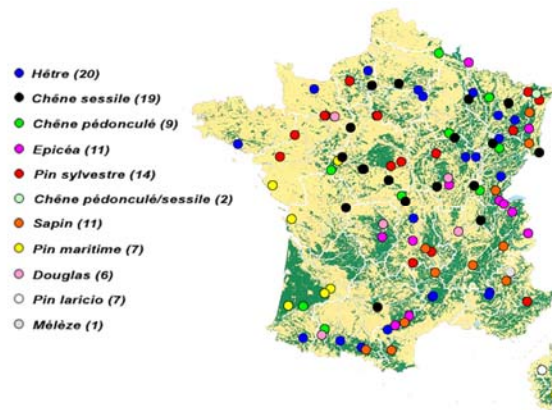 Hêtre (20)
Chêne sessile (19)
Chêne pédonculé (9)
Epicéa (11)
Pin sylvestre (14)
Chêne pédonculé/sessile (2)
Sapin (11)
Pin maritime (7)
Douglas (6)
Pin laricio (7)
Mélèze (1)